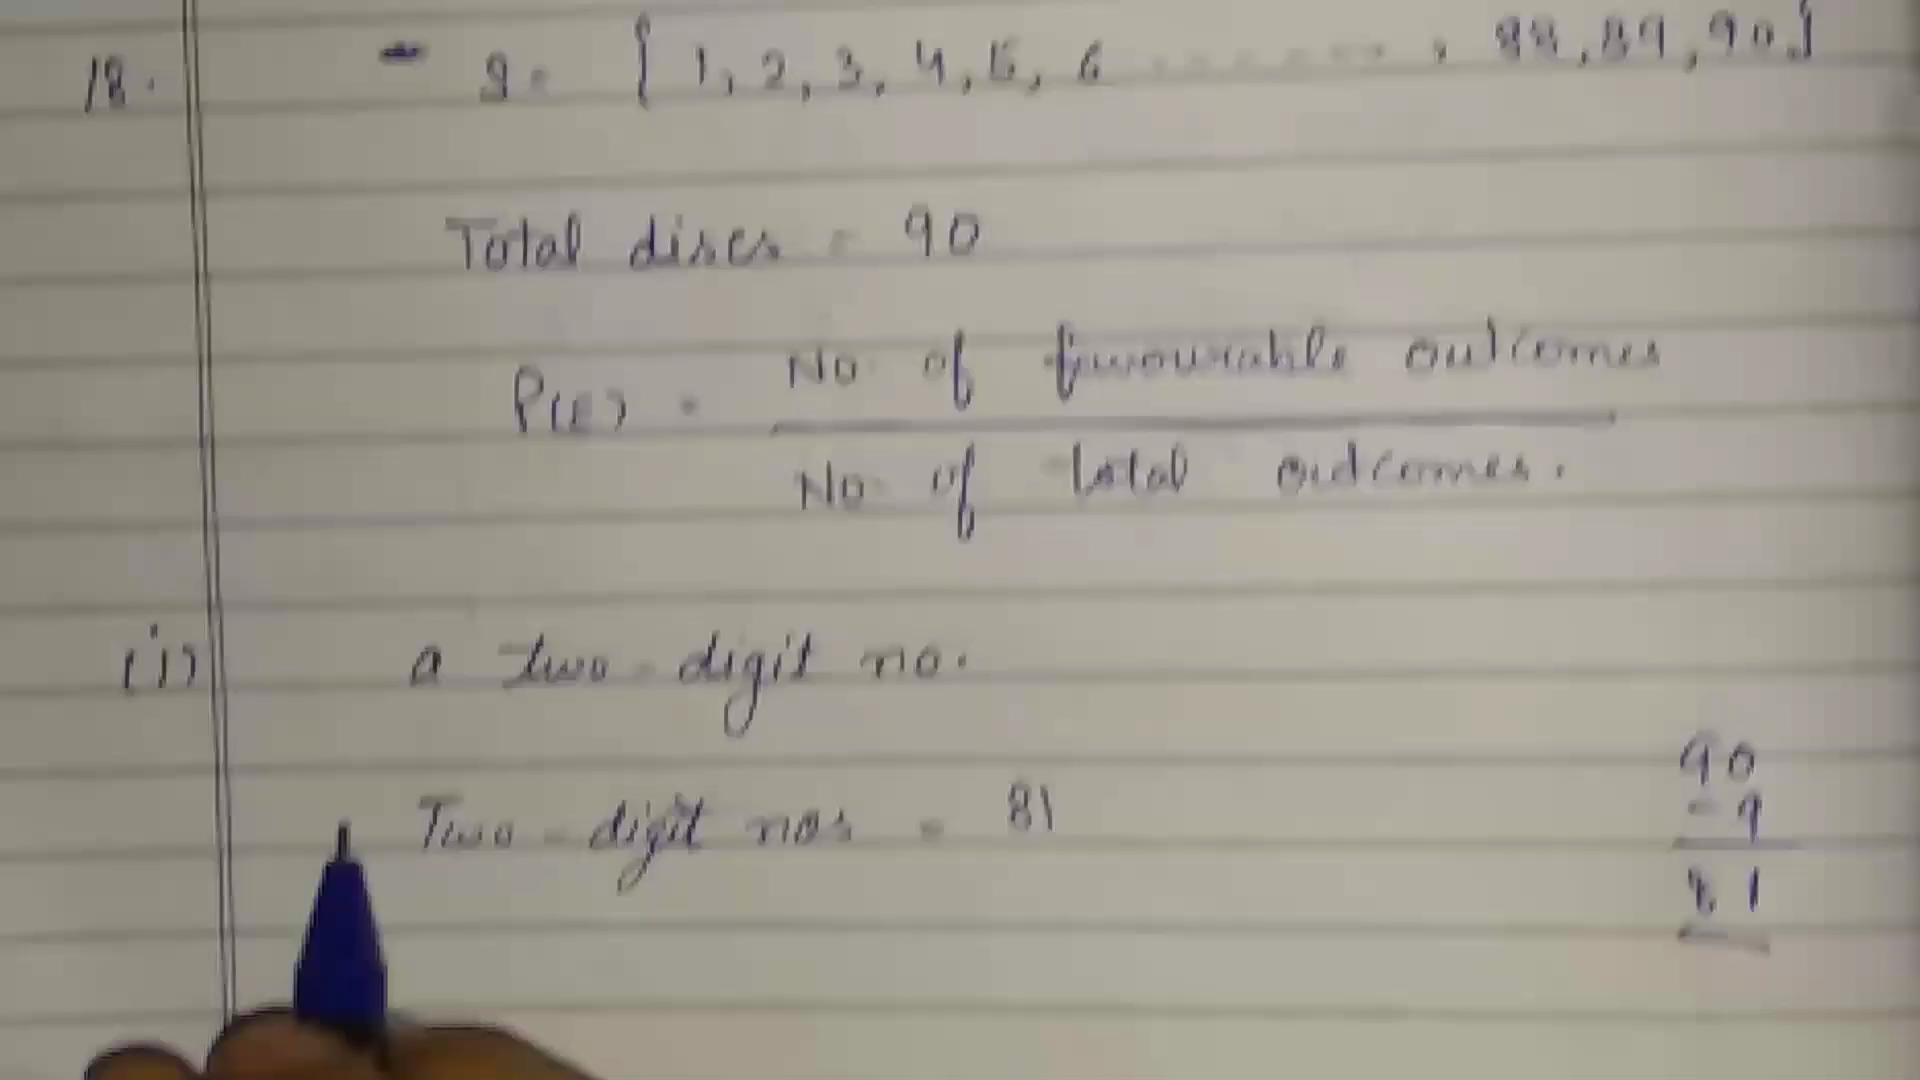 18. - S = { 1, 2, 3, 4, 5, 6 ........, 88, 89, 90 }
Total discs = 90
P(E) = No. of favourable outcomes
No. of total outcomes.
(i) a two-digit no.
Two-digit nos = 81
90
- 9
81